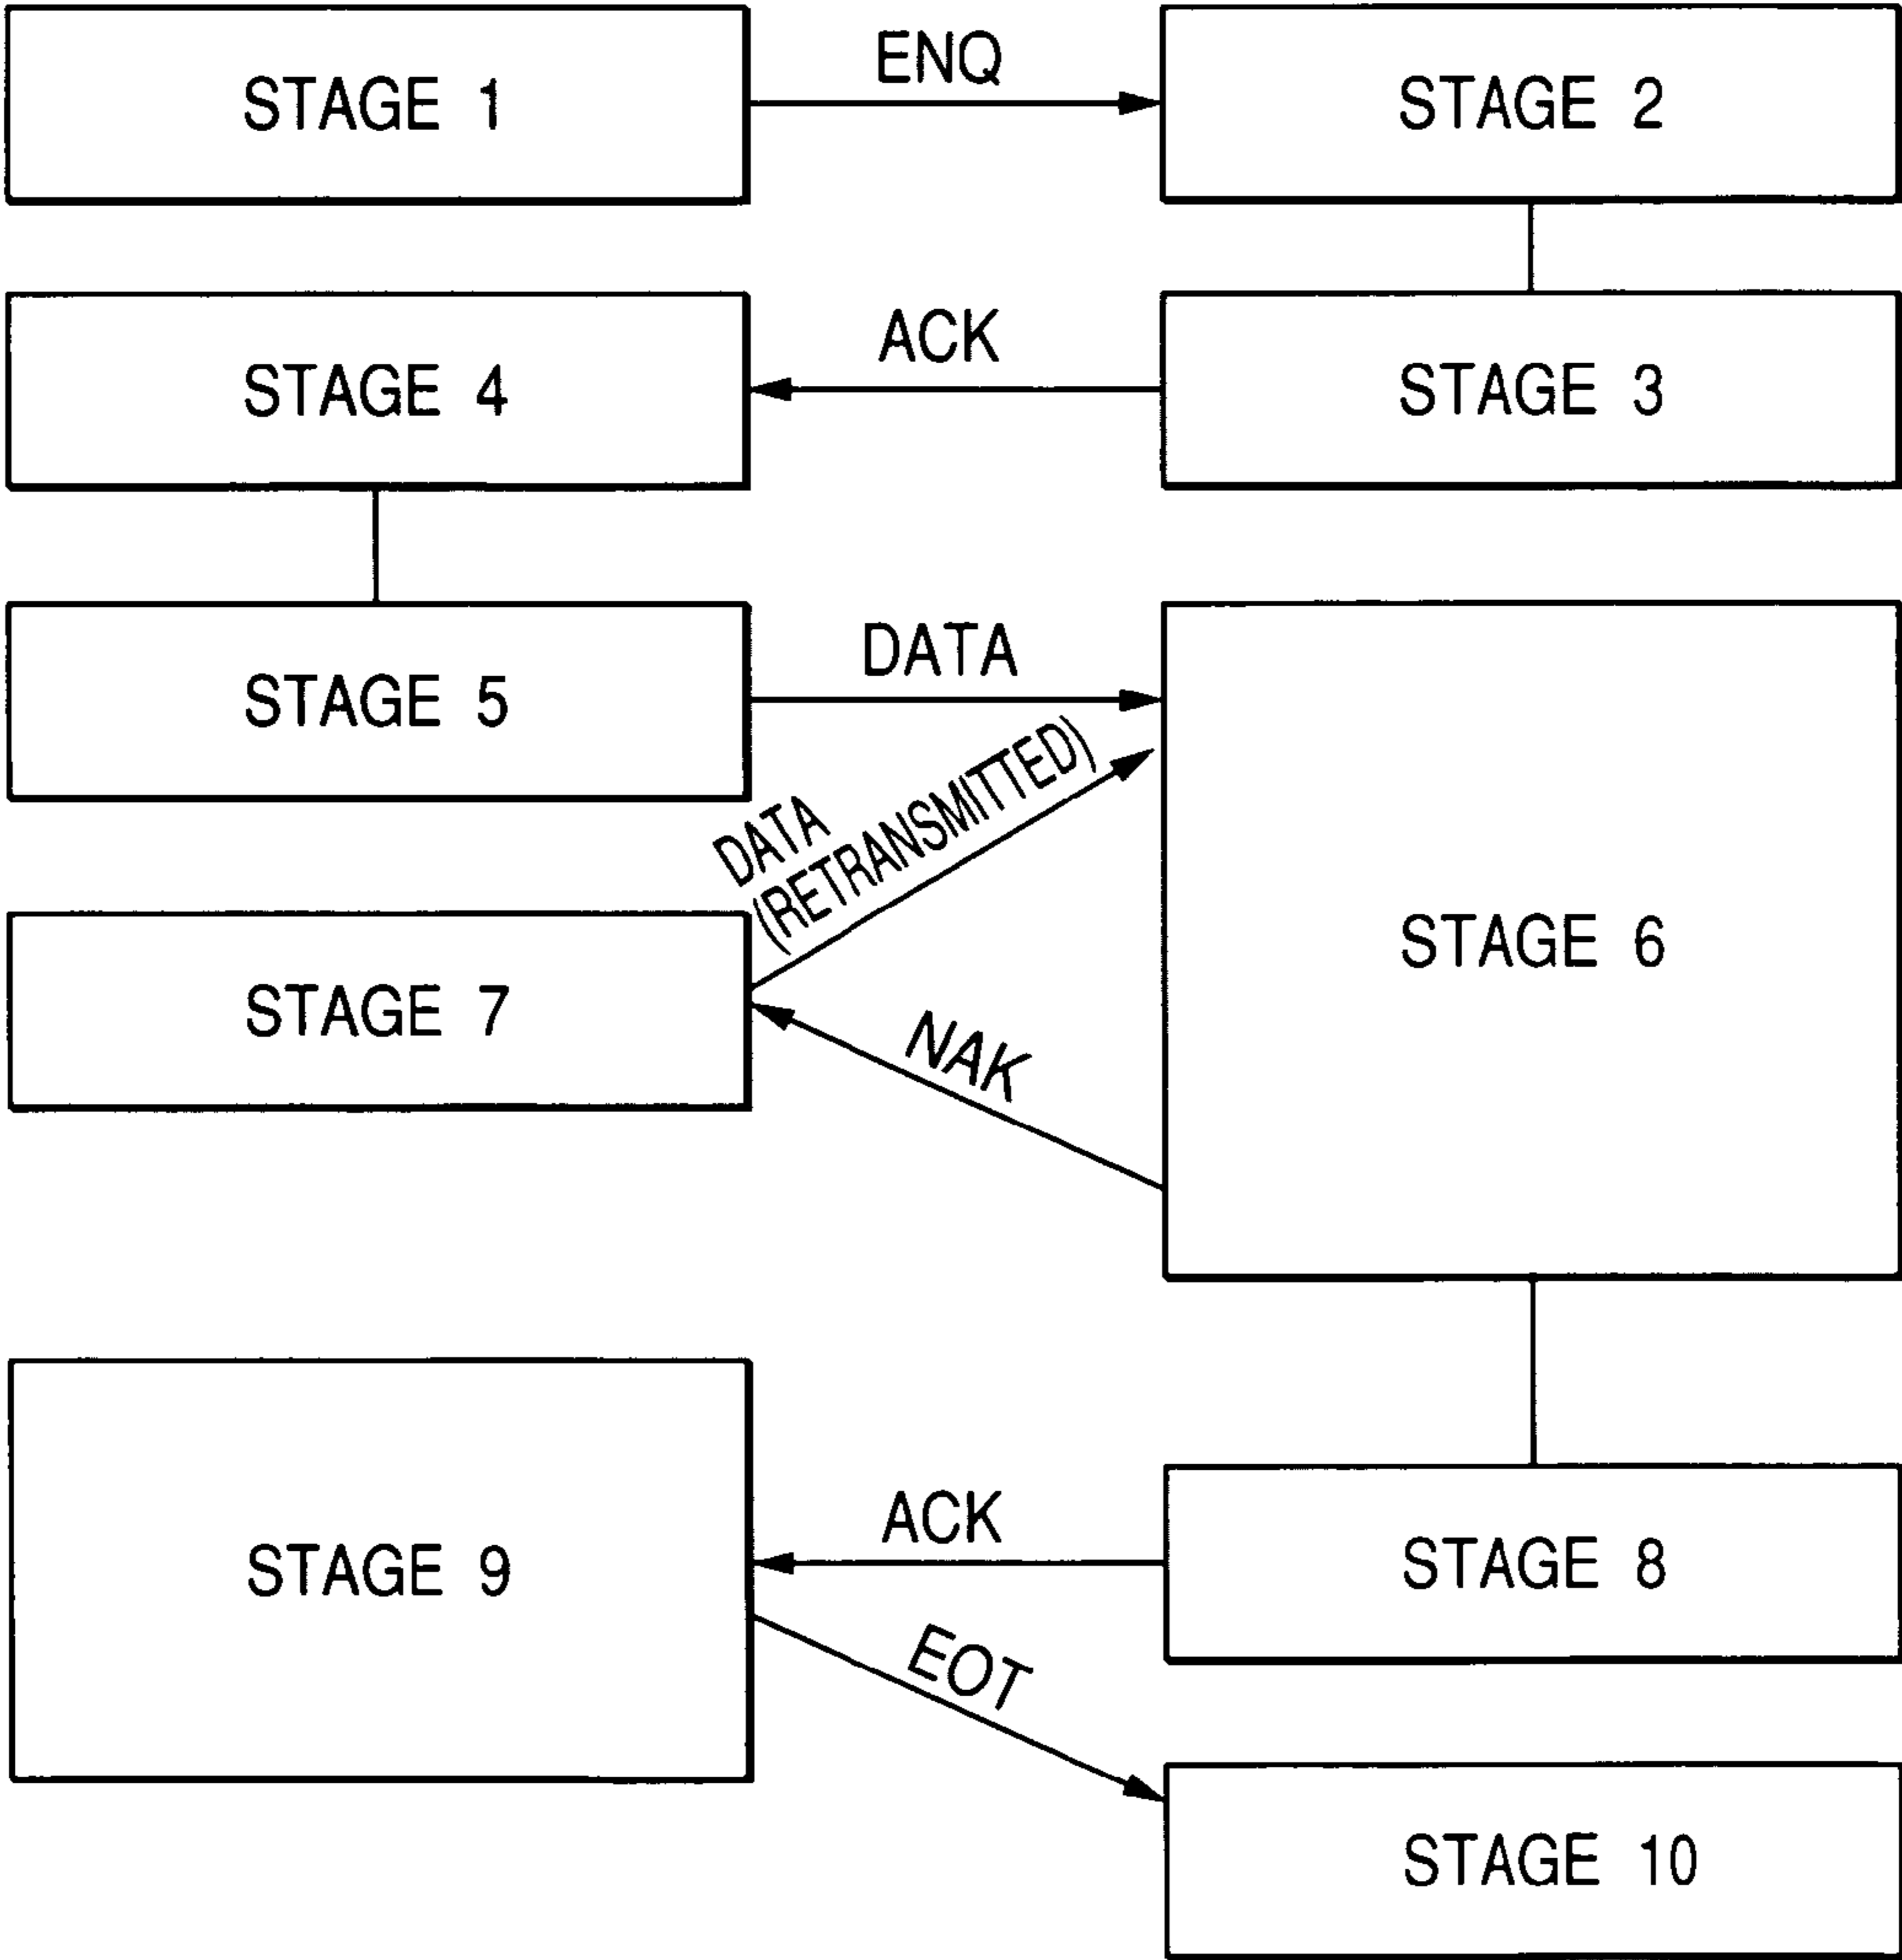 STAGE 1
ENQ
STAGE 2
STAGE 4
ACK
STAGE 3
STAGE 5
DATA
DATA
(RETRANSMITTED)
STAGE 6
STAGE 7
NAK
STAGE 9
ACK
STAGE 8
EOT
STAGE 10